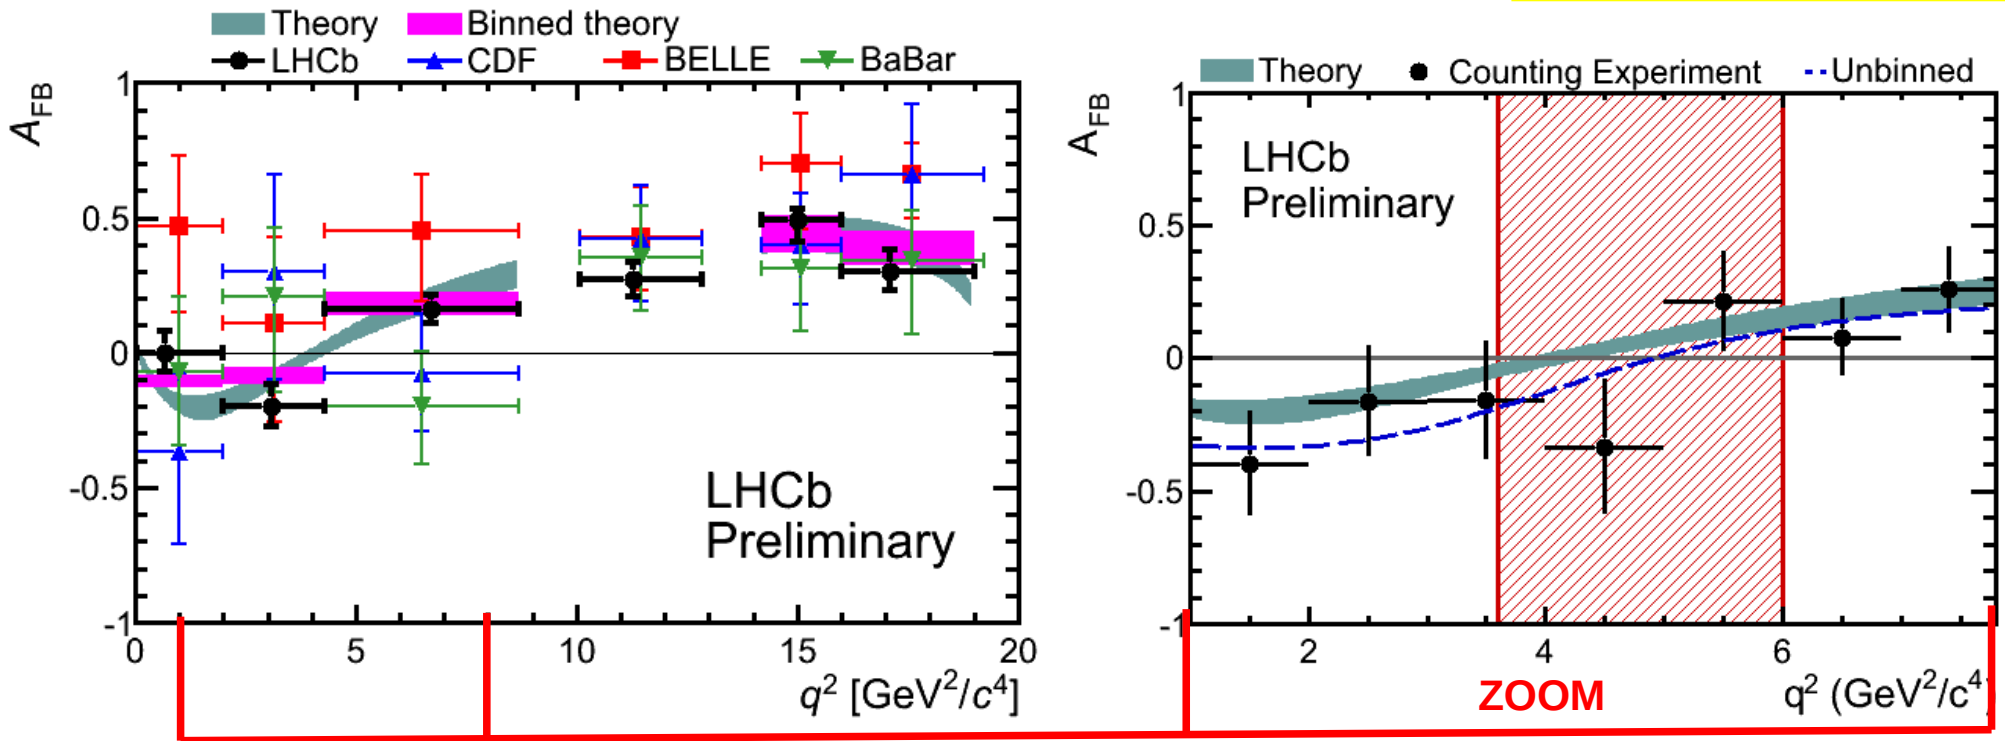 Theory Binned theory
LHCb CDF BELLE BaBar
1
0.5
0
-0.5
-1
A_FB
LHCb
Preliminary
0 5 10 15 20
q² [GeV²/c⁴]
Theory Counting Experiment Unbinned
1
0.5
0
-0.5
-1
A_FB
LHCb
Preliminary
2 4 6
ZOOM
q² (GeV²/c⁴)